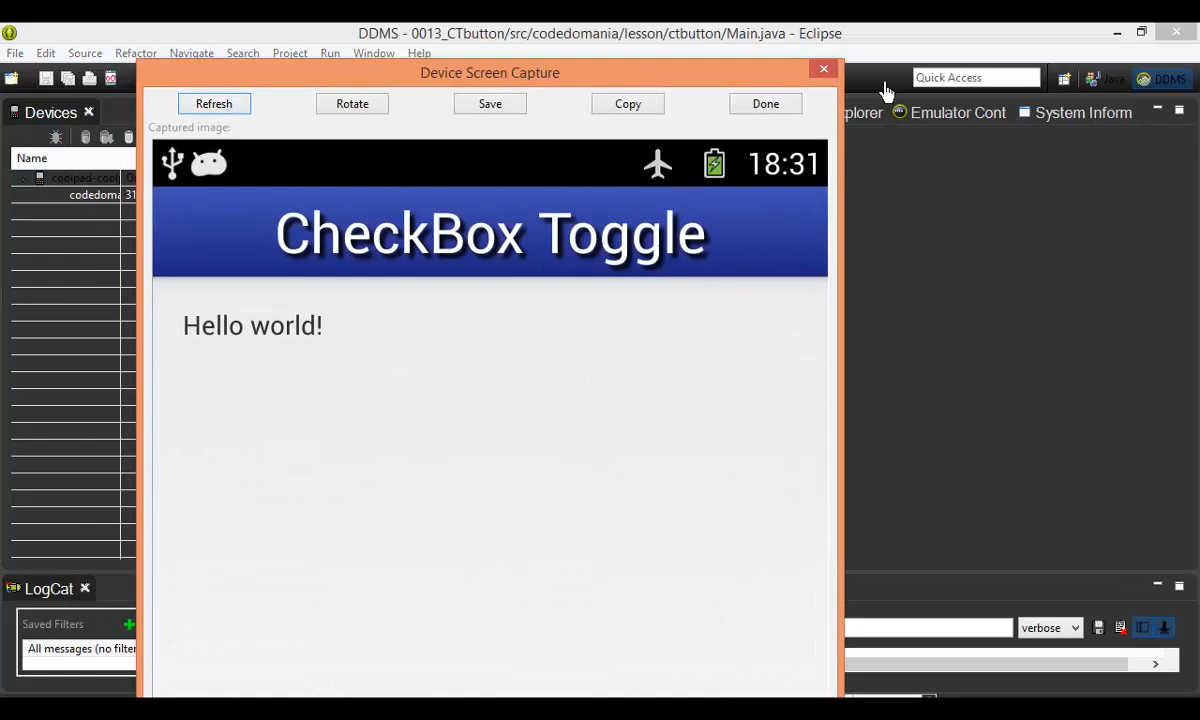 DDMS - 0013_CTbutton/src/codedomania/lesson/ctbutton/Main.java - Eclipse
File Edit Source Refactor Navigate Search Project Run Window Help
Device Screen Capture
Quick Access
Java
DDMS
Devices
Refresh Rotate Save Copy Done
plorer Emulator Cont System Inform
Captured image:
Name
codedoma 31
18:31
CheckBox Toggle
Hello world!
LogCat
Saved Filters
verbose
All messages (no filter